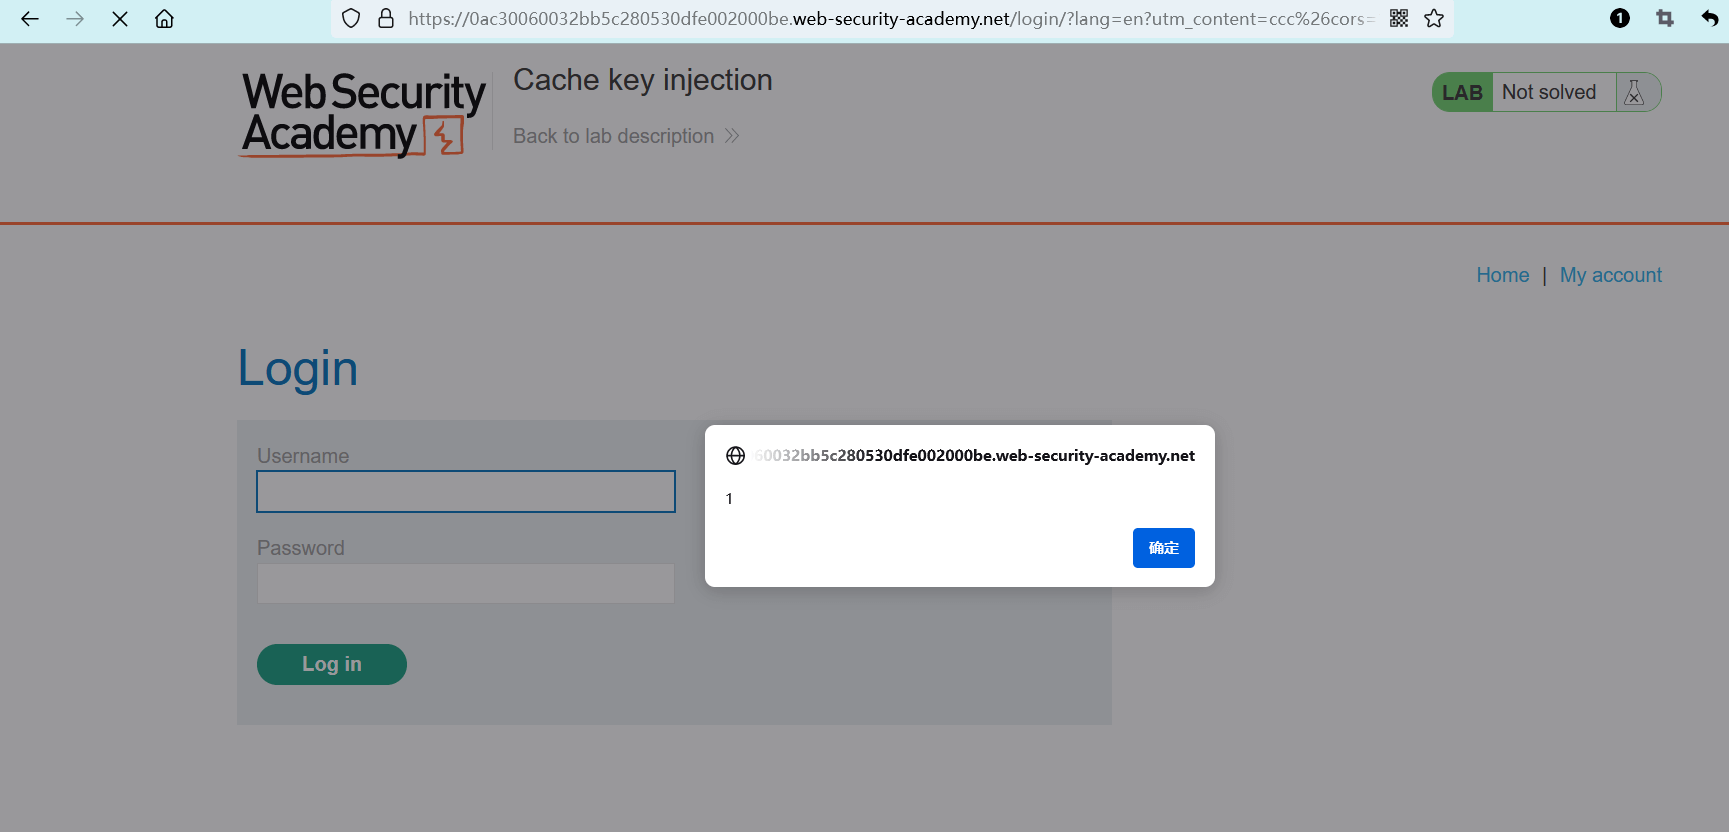 https://0ac30060032bb5c280530dfe002000be.web-security-academy.net/login/?lang=en?utm_content=ccc%26cors=
1
Web Security
Academy
Cache key injection
Back to lab description
LAB Not solved
Home | My account
Login
Username
60032bb5c280530dfe002000be.web-security-academy.net
1
确定
Password
Log in